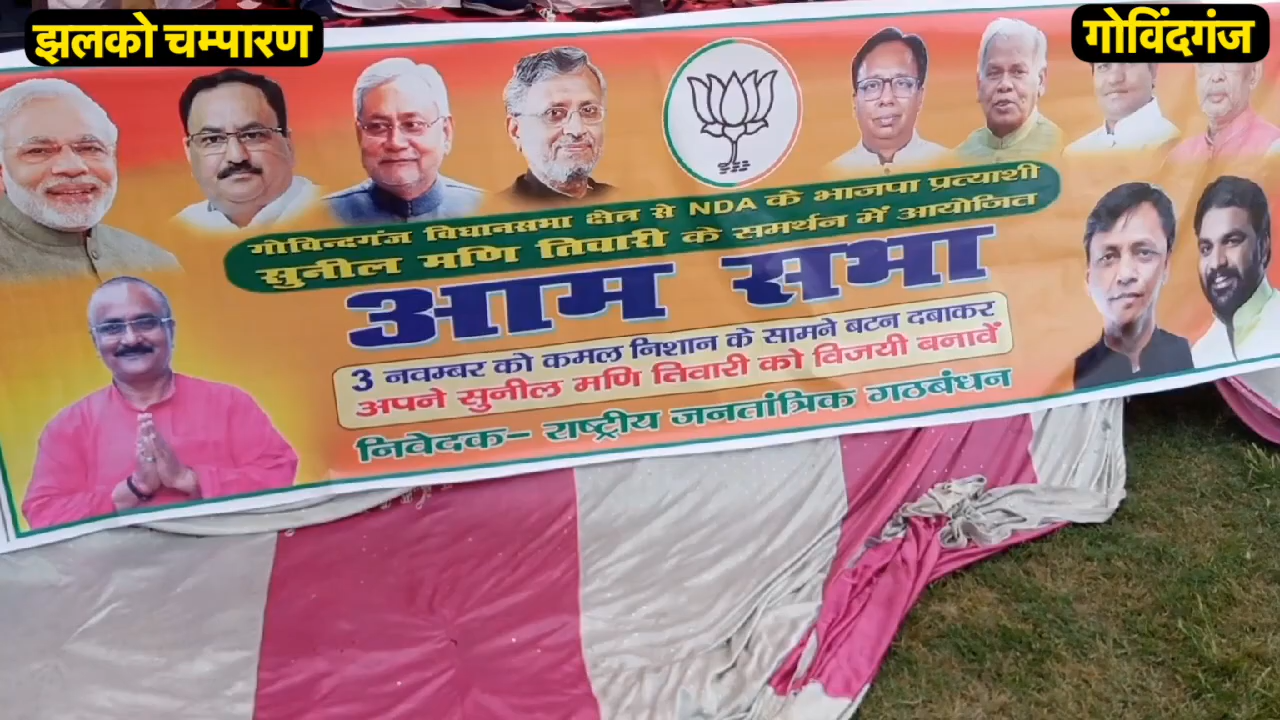 झलको चम्पारण
गोविंदगंज
गोविन्दगंज विधानसभा क्षेत्र से NDA के भाजपा प्रत्याशी
सुनील मणि तिवारी के समर्थन में आयोजित
आम सभा
3 नवम्बर को कमल निशान के सामने बटन दबाकर
अपने सुनील मणि तिवारी को विजयी बनावें
निवेदक- राष्ट्रीय जनतांत्रिक गठबंधन